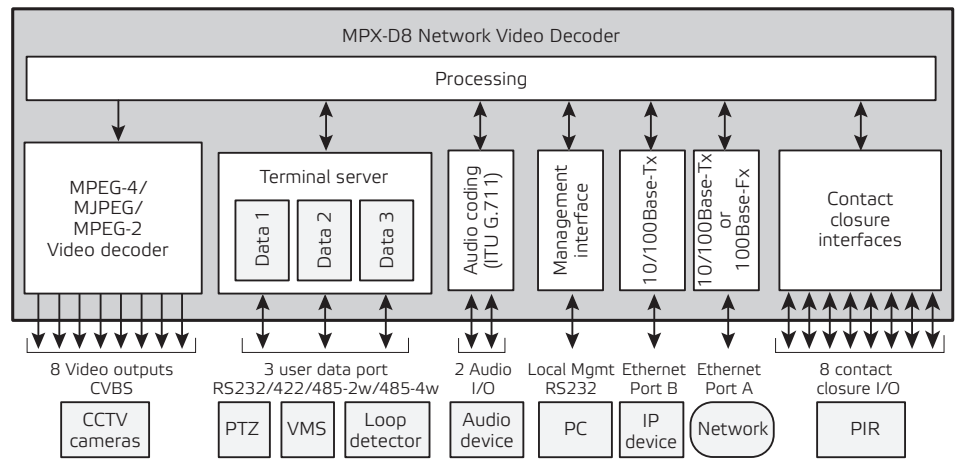 MPX-D8 Network Video Decoder
Processing
MPEG-4/
MJPEG/
MPEG-2
Video decoder
Terminal server
Data 1
Data 2
Data 3
Audio coding
(ITU G.711)
Management
interface
10/100Base-Tx
10/100Base-Tx
or
100Base-Fx
Contact
closure
interfaces
8 Video outputs
CVBS
3 user data port
RS232/422/485-2w/485-4w
2 Audio
I/O
Local Mgmt
RS232
Ethernet
Port B
Ethernet
Port A
8 contact
closure I/O
CCTV
cameras
PTZ
VMS
Loop
detector
Audio
device
PC
IP
device
Network
PIR